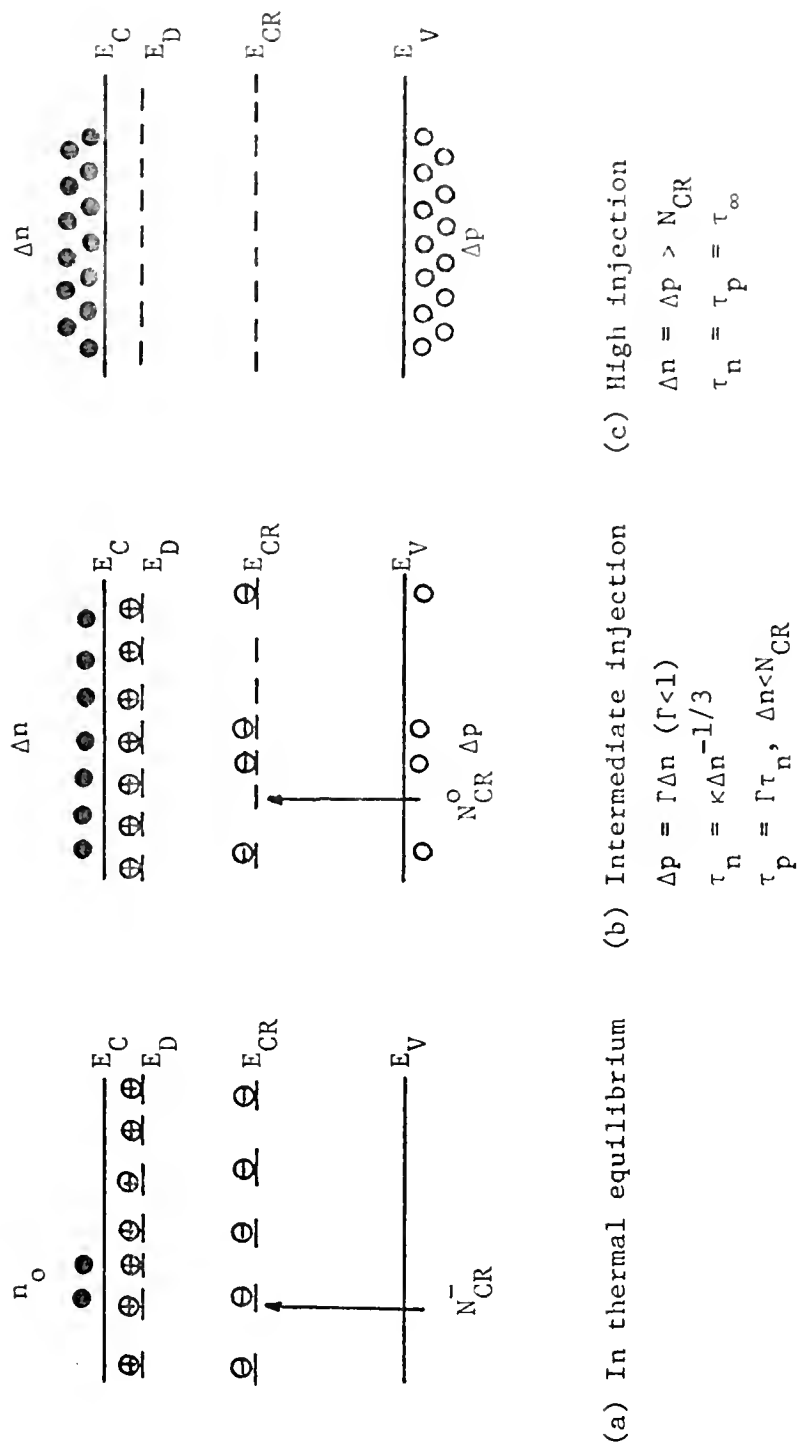 n_o
E_C
E_D
E_CR
N_CR^-
E_V
(a) In thermal equilibrium
Δn
E_C
E_D
E_CR
N_CR^o Δp
E_V
(b) Intermediate injection
Δp = ΓΔn (Γ<1)
τ_n = κΔn^-1/3
τ_p = Γτ_n, Δn<N_CR
Δn
E_C
E_D
E_CR
E_V
Δp
(c) High injection
Δn = Δp > N_CR
τ_n = τ_p = τ_∞